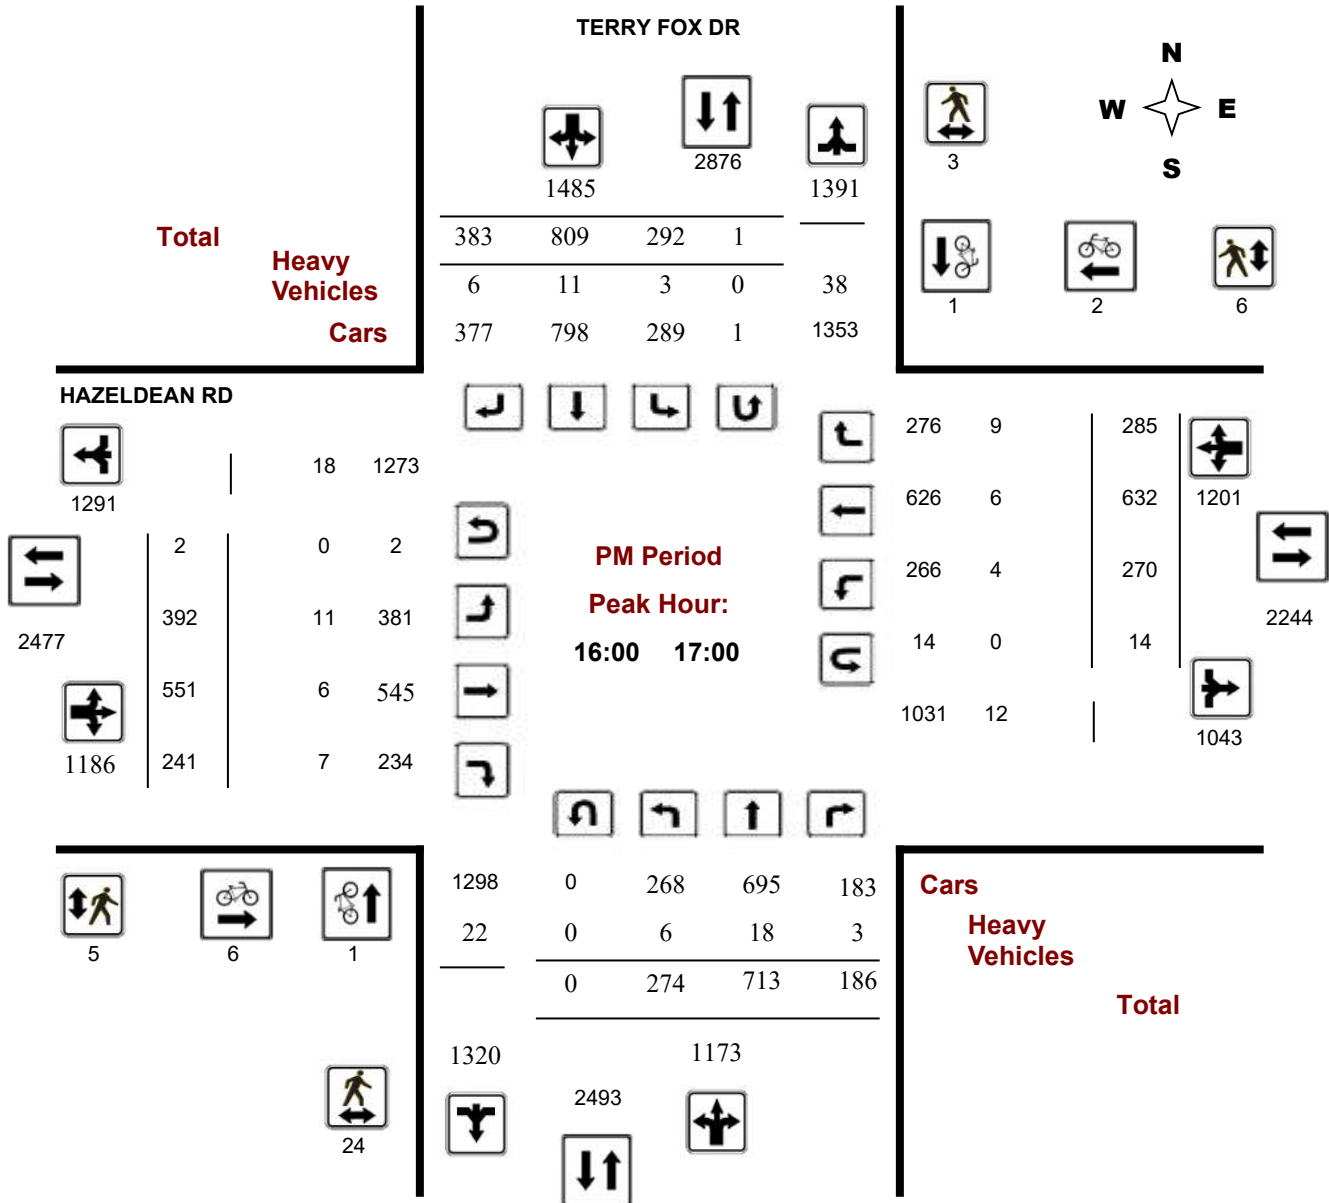 TERRY FOX DR
N
W E
S
2876
3
1485 1391
Total
383 809 292 1
Heavy
Vehicles
6 11 3 0 38
1 2 6
Cars
377 798 289 1 1353
HAZELDEAN RD
276 9 285
18 1273
1291
626 6 632 1201
2 0 2
PM Period
266 4 270
392 11 381
Peak Hour:
2477
2244
14 0 14
16:00 17:00
551 6 545
1031 12
1043
1186 241 7 234
1298 0 268 695 183
Cars
22 0 6 18 3
Heavy
Vehicles
5 6 1
0 274 713 186
Total
1320 1173
2493
24